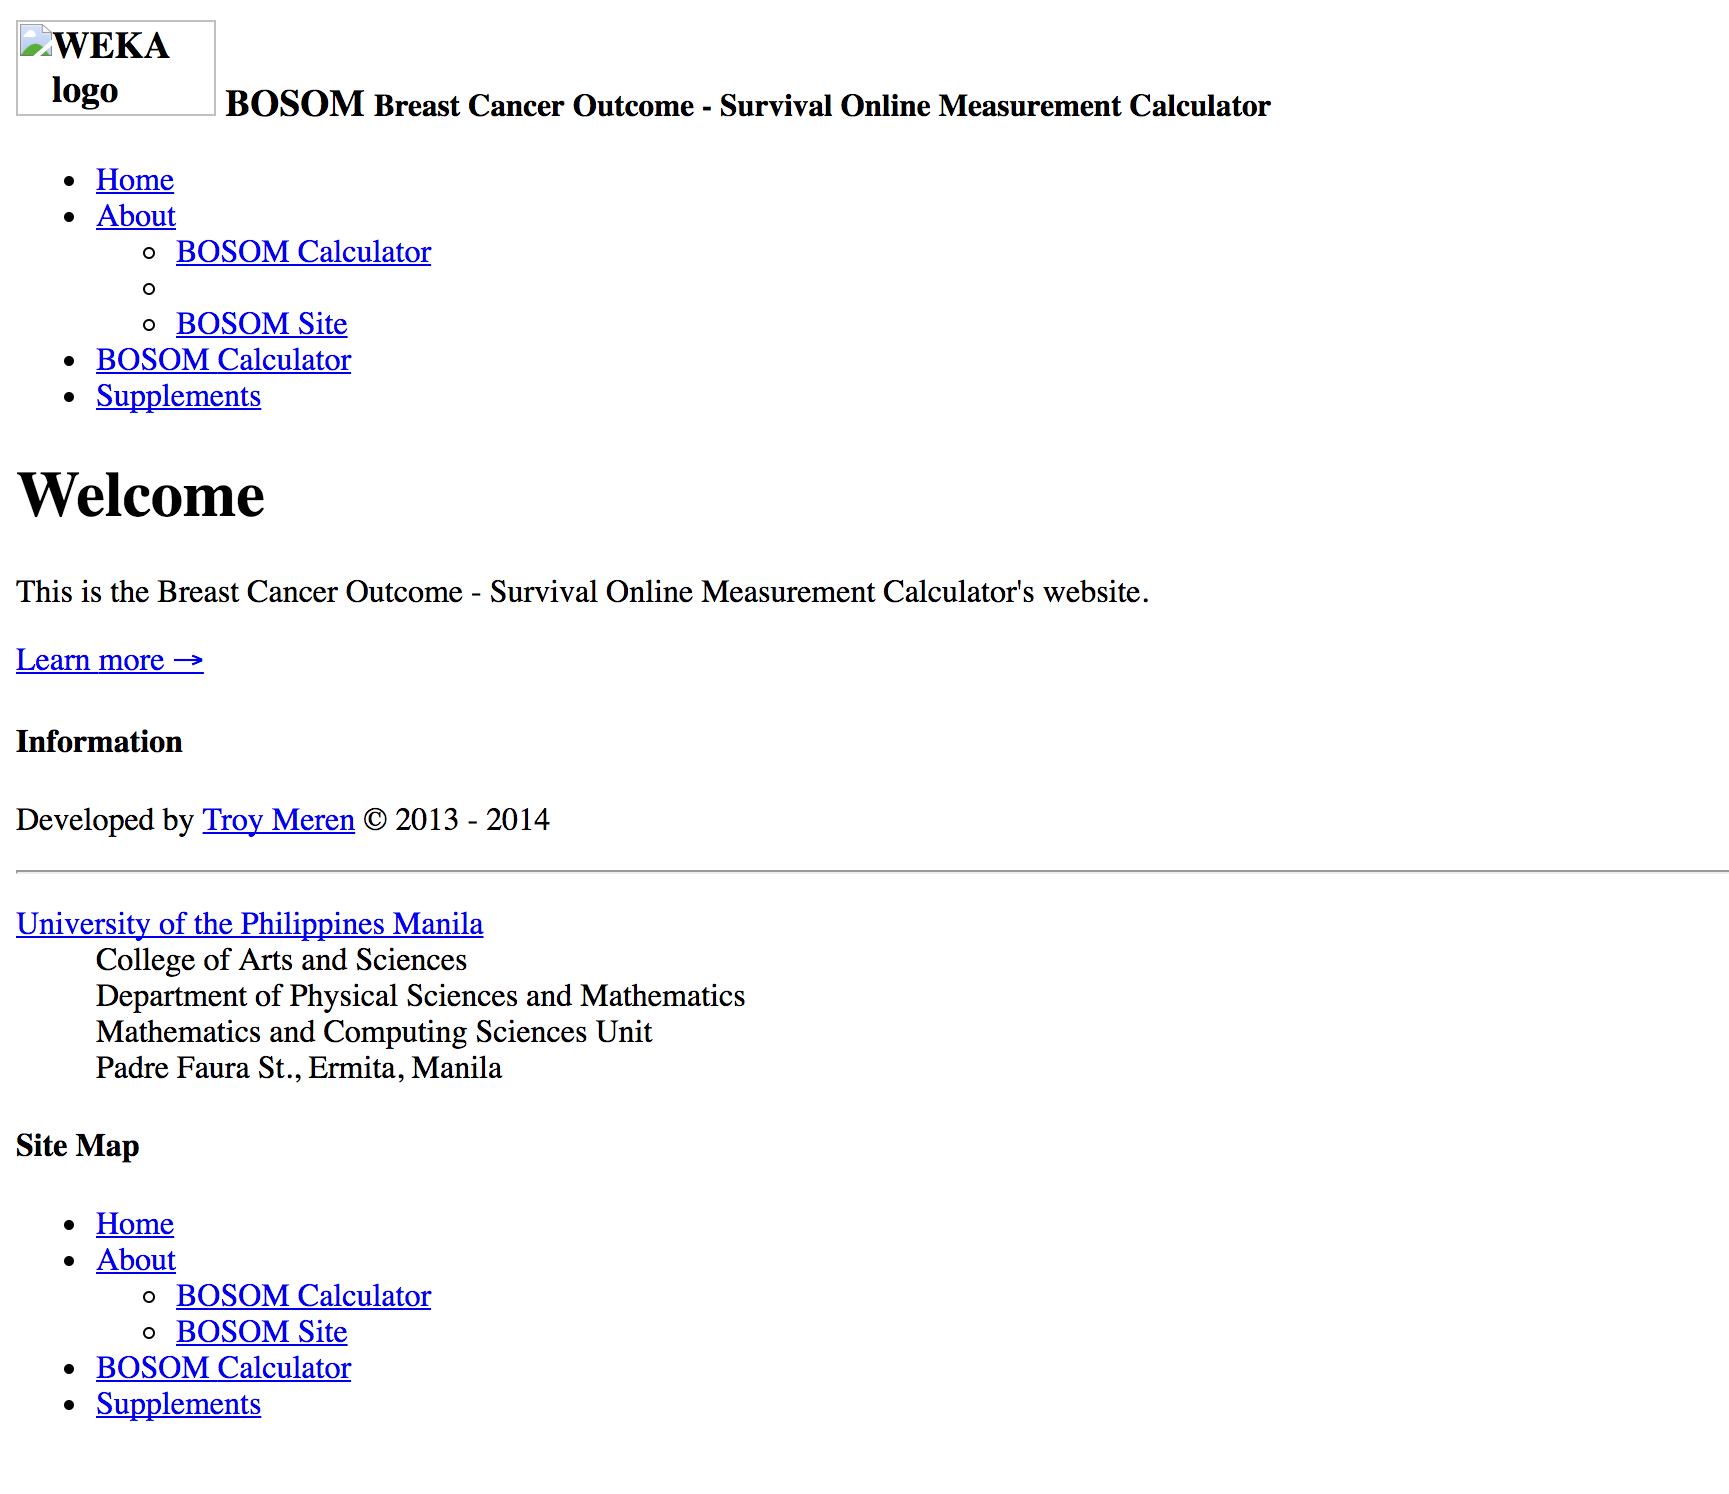 WEKA
logo
BOSOM Breast Cancer Outcome - Survival Online Measurement Calculator
Home
About
BOSOM Calculator
BOSOM Site
BOSOM Calculator
Supplements
Welcome
This is the Breast Cancer Outcome - Survival Online Measurement Calculator's website.
Learn more →
Information
Developed by Troy Meren © 2013 - 2014
University of the Philippines Manila
College of Arts and Sciences
Department of Physical Sciences and Mathematics
Mathematics and Computing Sciences Unit
Padre Faura St., Ermita, Manila
Site Map
Home
About
BOSOM Calculator
BOSOM Site
BOSOM Calculator
Supplements